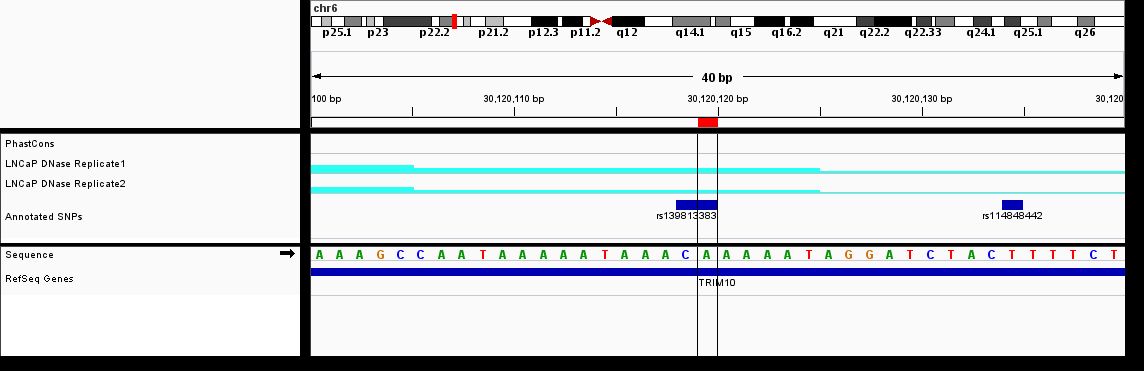 chr6
p25.1 p23 p22.2 p21.2 p12.3 p11.2 q12 q14.1 q15 q16.2 q21 q22.2 q22.33 q24.1 q25.1 q26
40 bp
100 bp 30,120,110 bp 30,120,120 bp 30,120,130 bp 30,120
PhastCons
LNCaP DNase Replicate1
LNCaP DNase Replicate2
Annotated SNPs rs139813383 rs114848442
Sequence A A A G C C A A T A A A A A T A A A C A A A A A T A G G A T C T A C T T T T C T
RefSeq Genes
TRIM10